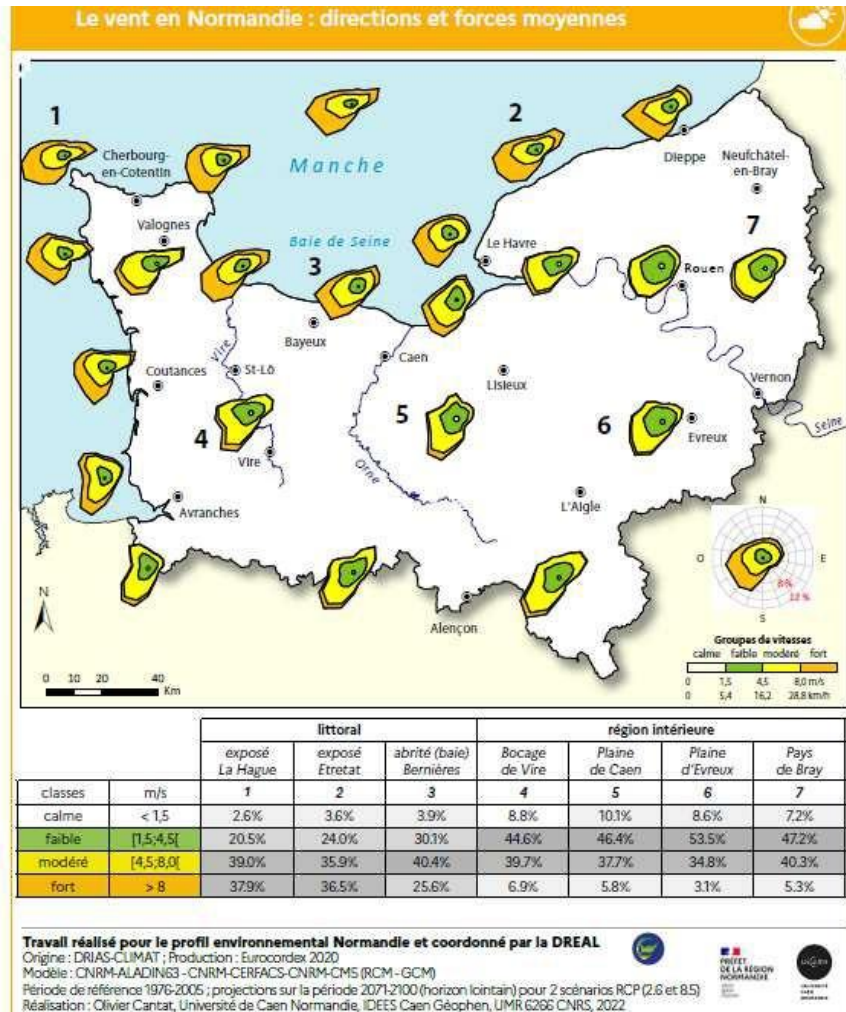 Le vent en Normandie : directions et forces moyennes
1
2
Cherbourg-
en-Cotentin
Manche
Dieppe
Neufchâtel-
en-Bray
Valognes
Baie de Seine
Le Havre
7
3
Rouen
Bayeux
Vire
Caen
Coutances
St-Lô
Lisieux
Vernon
Seine
4
5
6
Evreux
Vire
Orne
Avranches
L'Aigle
N
O
E
8%
12 %
S
N
Alençon
Groupes de vitesses
calme faible modéré fort
0 1,5 4,5 8,0 m/s
0 5,4 16,2 28,8 km/h
0 10 20 40
Km
littoral région intérieure
exposé exposé abrité (baie) Bocage Plaine Plaine Pays
La Hague Etretat Bernières de Vire de Caen d'Evreux de Bray
classes m/s 1 2 3 4 5 6 7
calme < 1,5 2.6% 3.6% 3.9% 8.8% 10.1% 8.6% 7.2%
faible [1,5;4,5[ 20.5% 24.0% 30.1% 44.6% 46.4% 53.5% 47.2%
modéré [4,5;8,0[ 39.0% 35.9% 40.4% 39.7% 37.7% 34.8% 40.3%
fort > 8 37.9% 36.5% 25.6% 6.9% 5.8% 3.1% 5.3%
Travail réalisé pour le profil environnemental Normandie et coordonné par la DREAL
Origine : DRIAS-CLIMAT ; Production : Eurocordex 2020
Modèle : CNRM-ALADIN63 - CNRM-CERFACS-CNRM-CM5 (RCM - GCM)
Période de référence 1976-2005 ; projections sur la période 2071-2100 (horizon lointain) pour 2 scénarios RCP (2.6 et 8.5)
Réalisation : Olivier Cantat, Université de Caen Normandie, IDEES Caen Géophen, UMR 6266 CNRS, 2022
PRÉFET
DE LA RÉGION
NORMANDIE